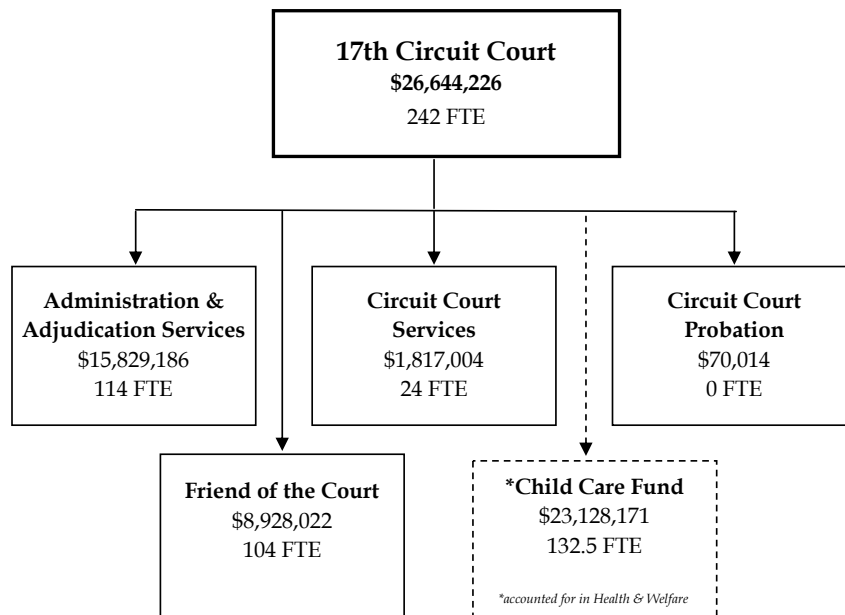 17th Circuit Court
$26,644,226
242 FTE
Administration &
Adjudication Services
$15,829,186
114 FTE
Circuit Court
Services
$1,817,004
24 FTE
Circuit Court
Probation
$70,014
0 FTE
Friend of the Court
$8,928,022
104 FTE
*Child Care Fund
$23,128,171
132.5 FTE
*accounted for in Health & Welfare